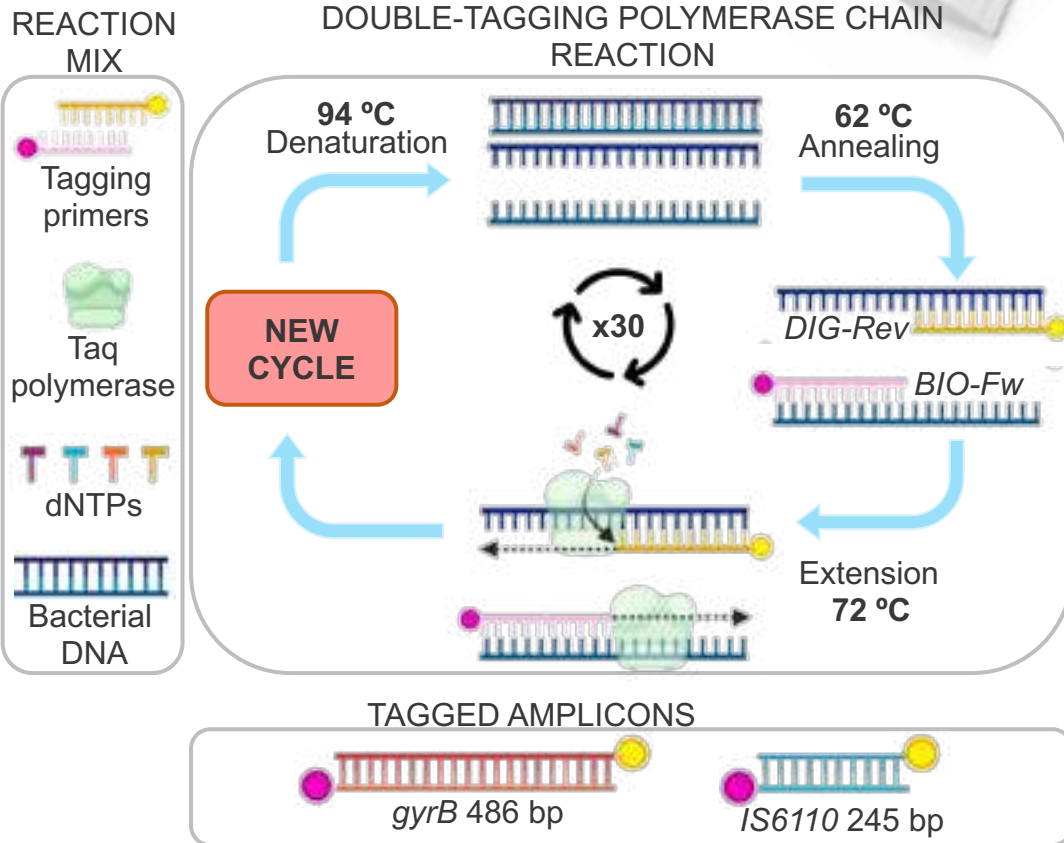 REACTION
MIX
Tagging
primers
Taq
polymerase
dNTPs
Bacterial
DNA
DOUBLE-TAGGING POLYMERASE CHAIN
REACTION
94 ºC
Denaturation
62 ºC
Annealing
DIG-Rev
BIO-Fw
Extension
72 ºC
NEW
CYCLE
x30
TAGGED AMPLICONS
gyrB 486 bp
IS6110 245 bp